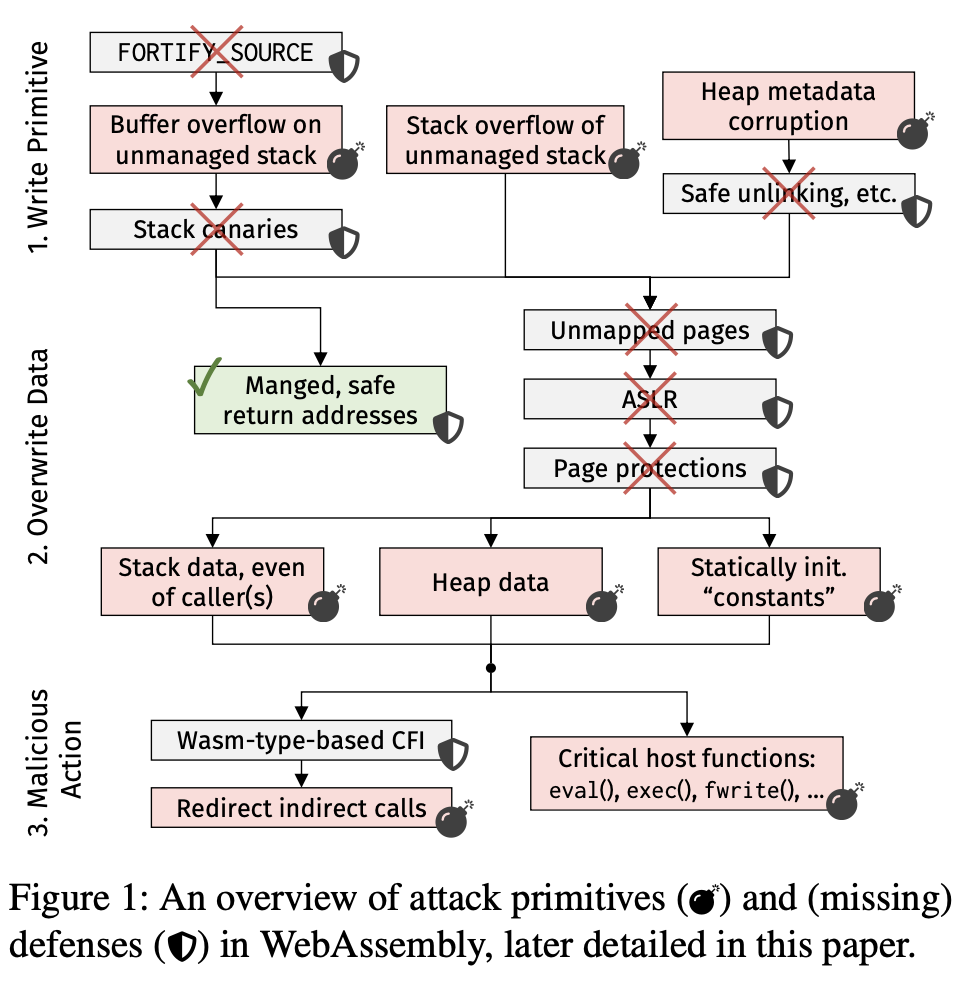 1. Write Primitive
FORTIFY_SOURCE
Buffer overflow on
unmanaged stack
Stack canaries
Stack overflow of
unmanaged stack
Heap metadata
corruption
Safe unlinking, etc.
2. Overwrite Data
Manged, safe
return addresses
Unmapped pages
ASLR
Page protections
Stack data, even
of caller(s)
Heap data
Statically init.
“constants”
3. Malicious
Action
Wasm-type-based CFI
Redirect indirect calls
Critical host functions:
eval(), exec(), fwrite(), ...
Figure 1: An overview of attack primitives () and (missing)
defenses () in WebAssembly, later detailed in this paper.